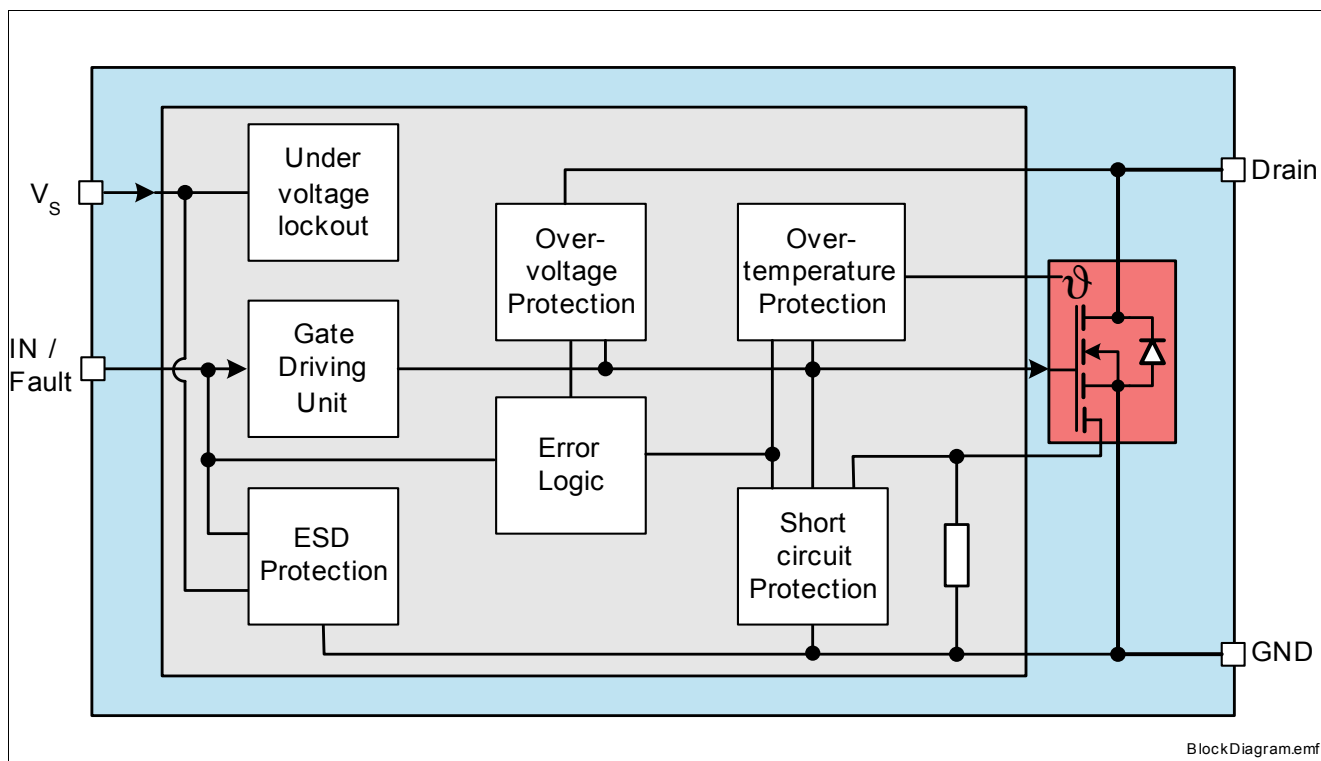 Under
voltage
lockout
V_S
Drain
Over-
voltage
Protection
Over-
temperature
Protection
ϑ
IN /
Fault
Gate
Driving
Unit
Error
Logic
ESD
Protection
Short
circuit
Protection
GND
BlockDiagram.emf